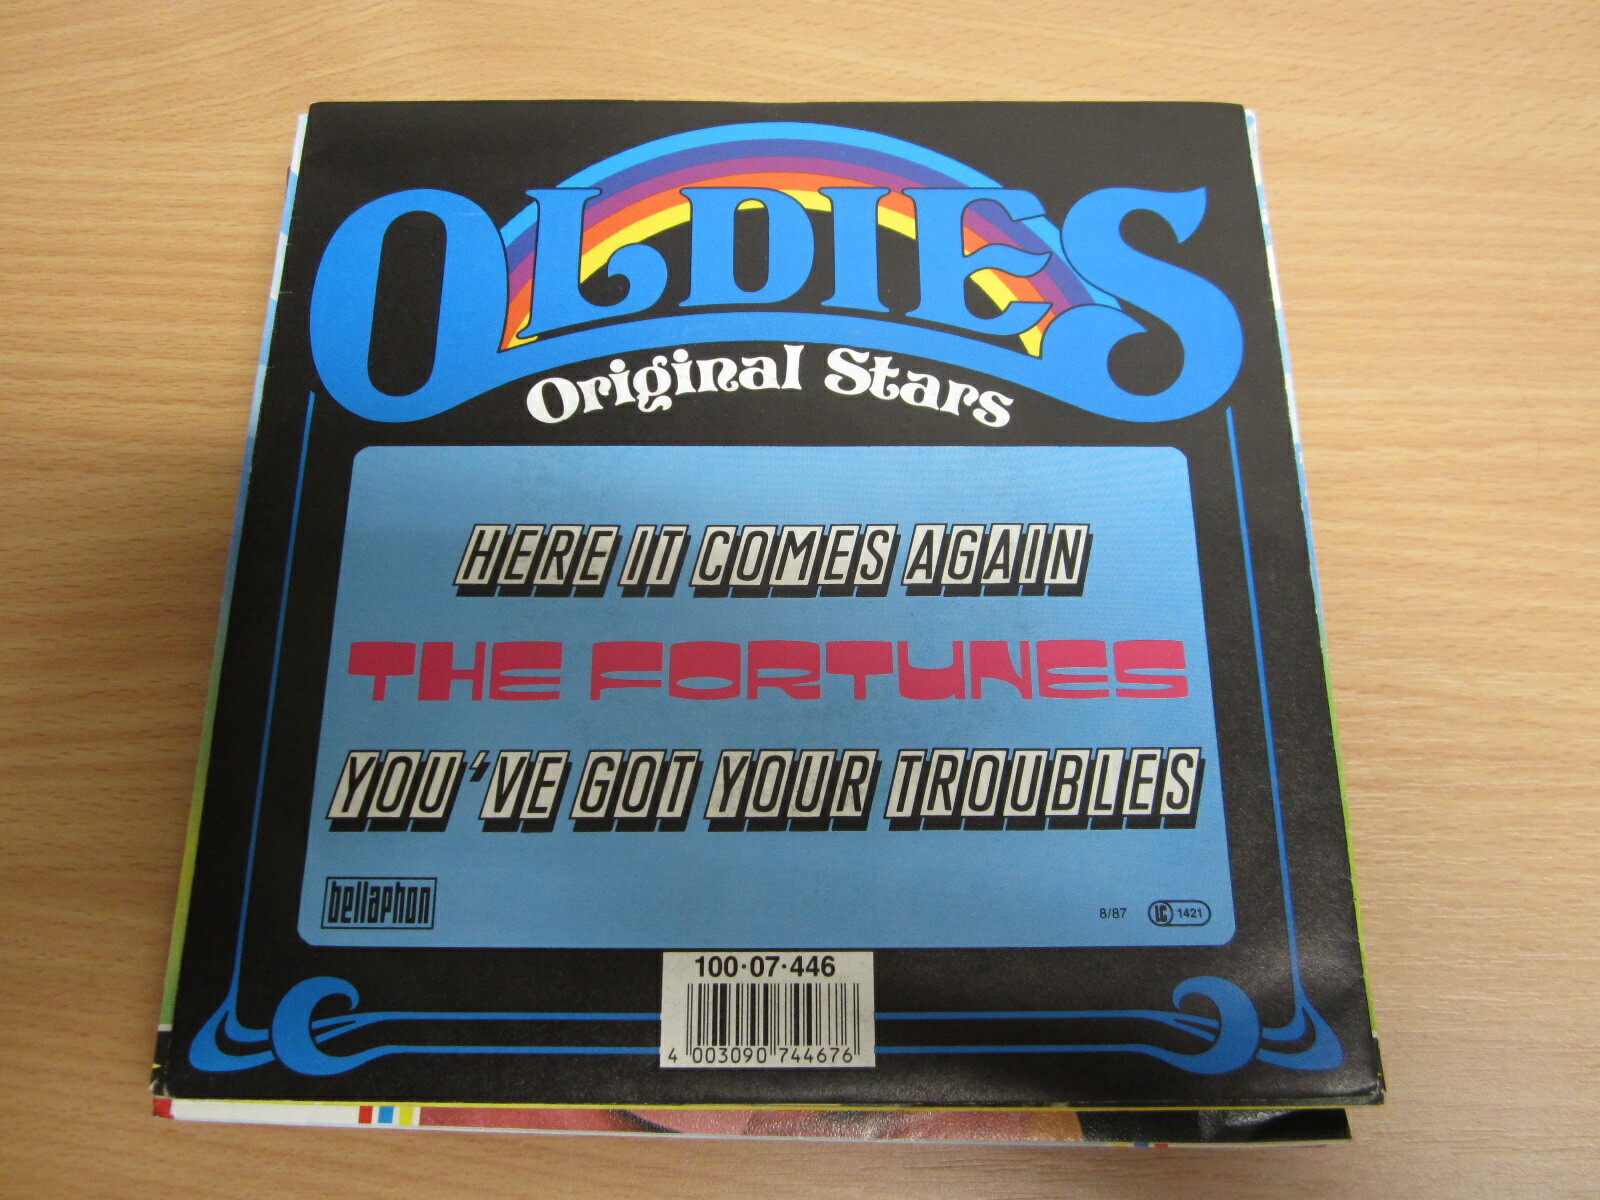 OLDIES
Original Stars
HERE IT COMES AGAIN
THE FORTUNES
YOU'VE GOT YOUR TROUBLES
bellaphon
8/87 LC 1421
100·07·446
4 003090 744676